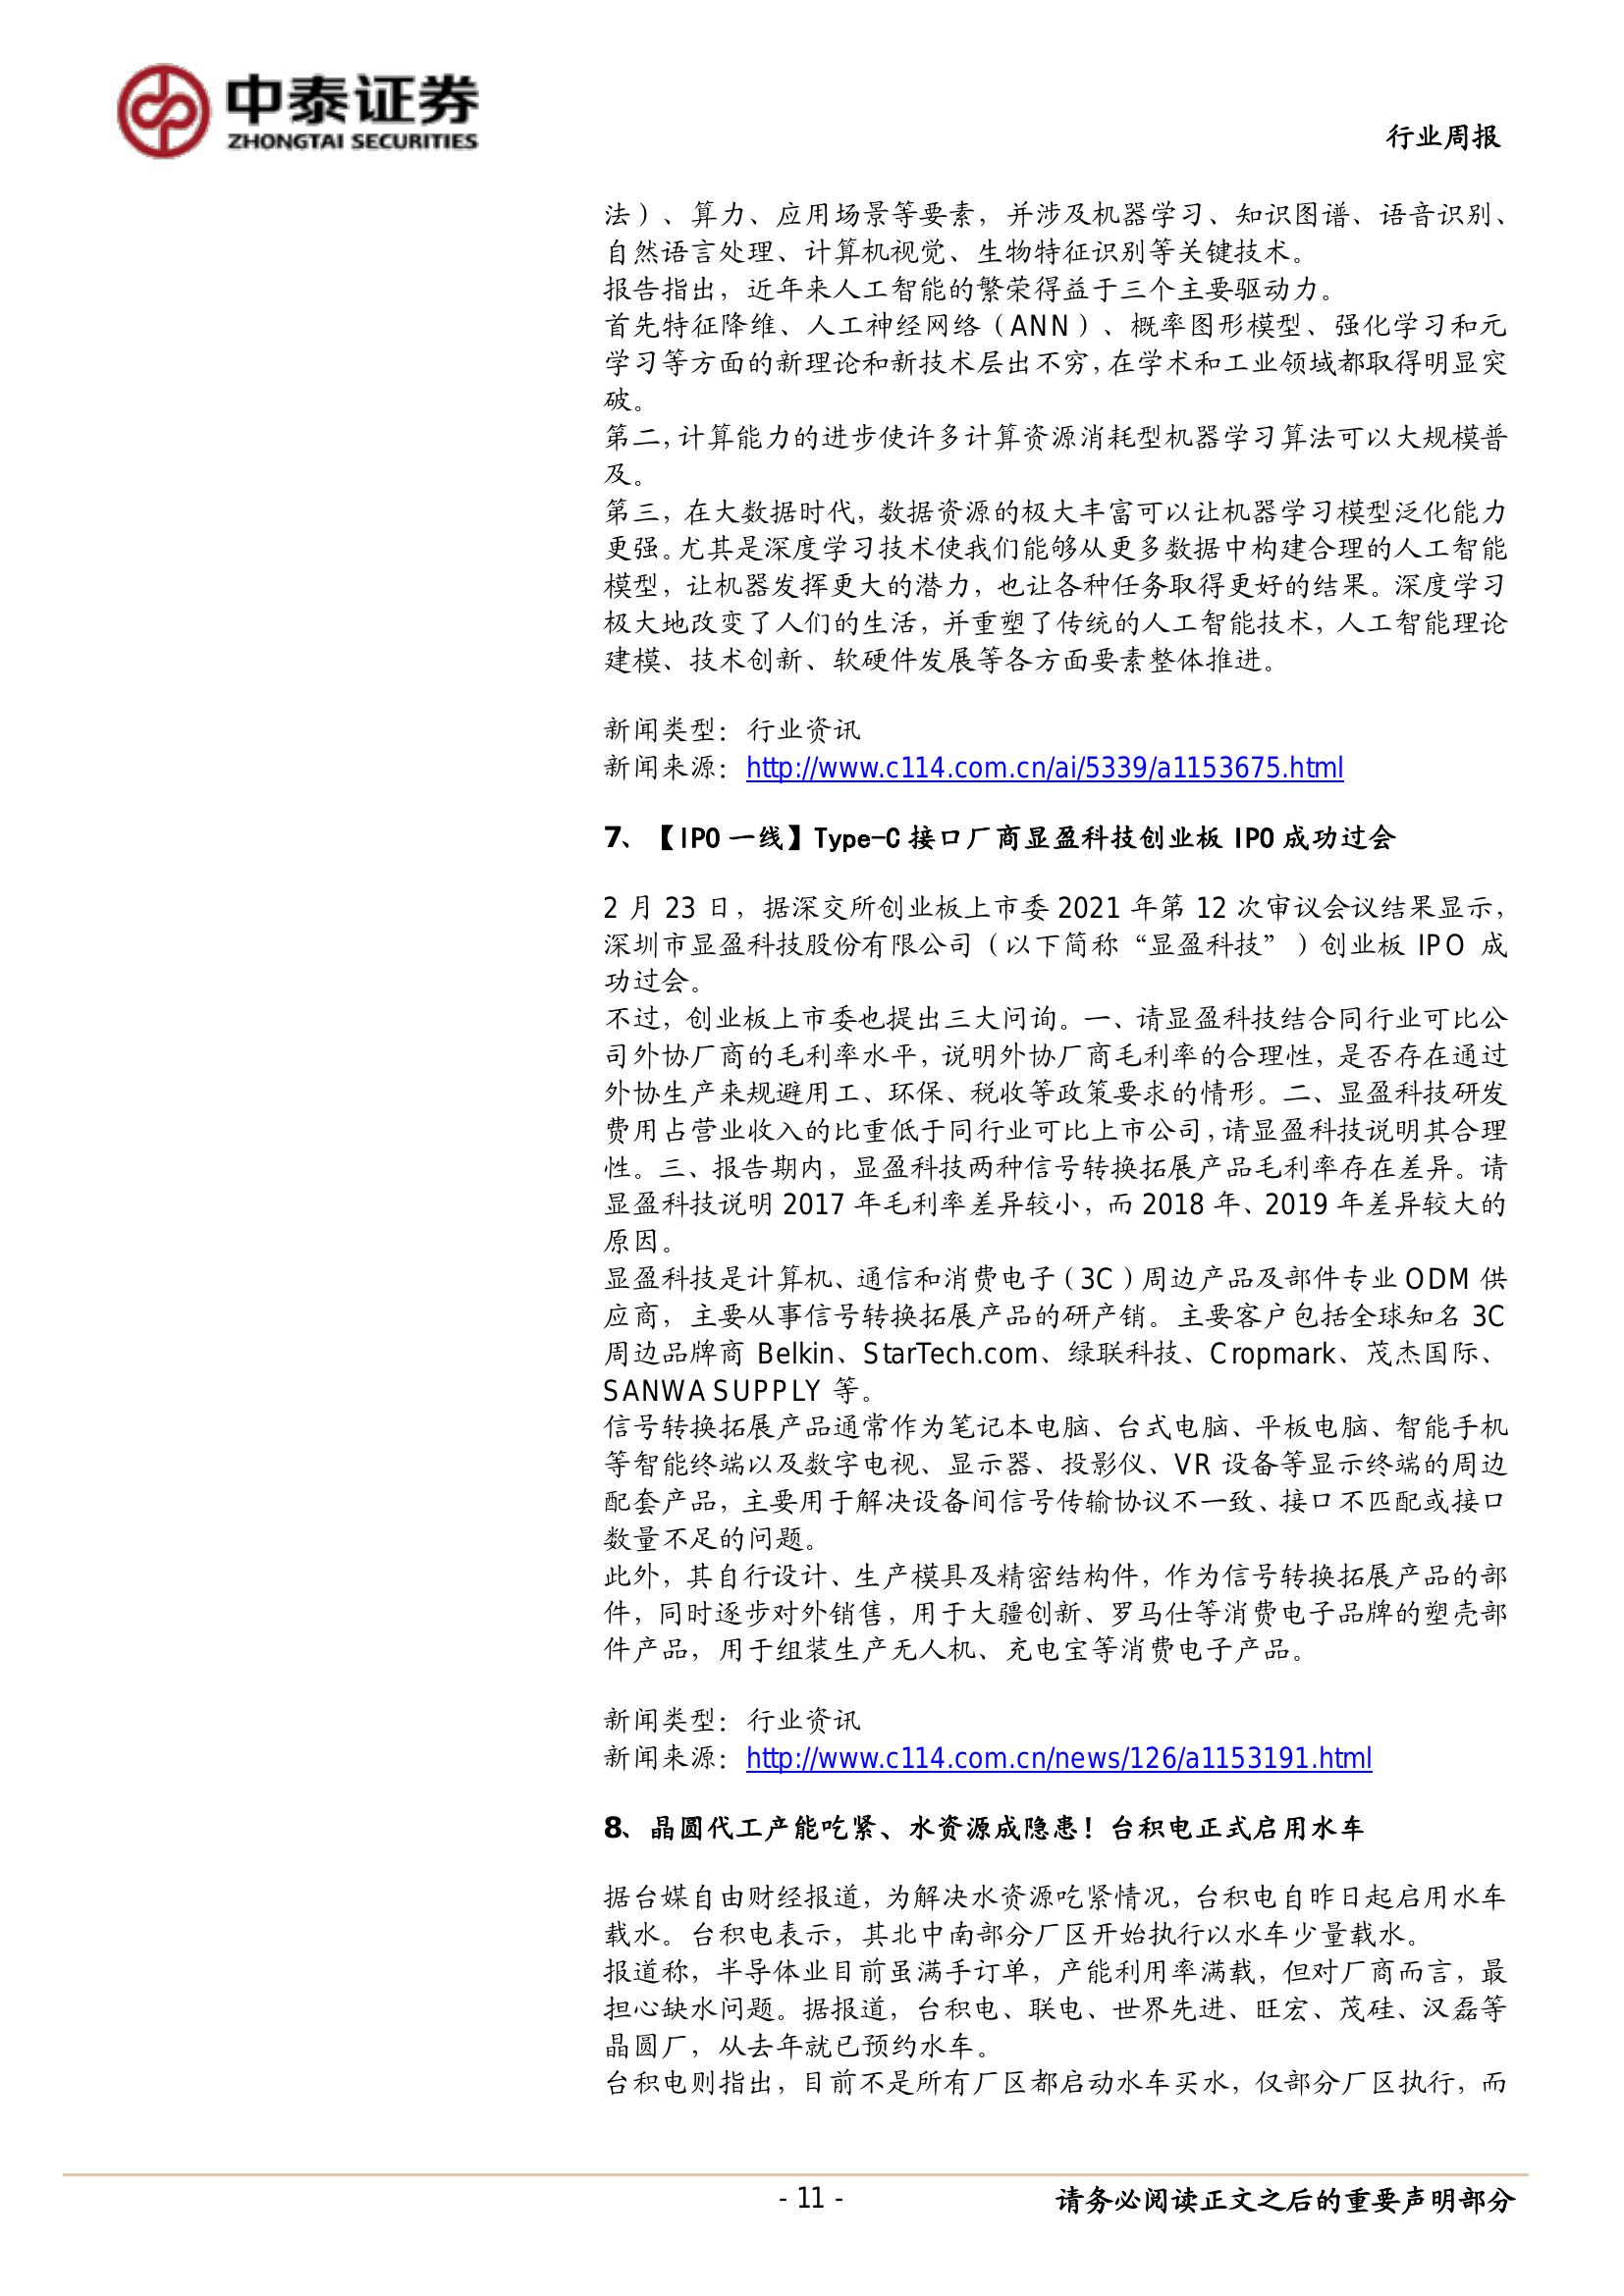 中泰证券
ZHONGTAI SECURITIES
行业周报
法）、算力、应用场景等要素，并涉及机器学习、知识图谱、语音识别、
自然语言处理、计算机视觉、生物特征识别等关键技术。
报告指出，近年来人工智能的繁荣得益于三个主要驱动力。
首先特征降维、人工神经网络（ANN）、概率图形模型、强化学习和元
学习等方面的新理论和新技术层出不穷，在学术和工业领域都取得明显突
破。
第二，计算能力的进步使许多计算资源消耗型机器学习算法可以大规模普
及。
第三，在大数据时代，数据资源的极大丰富可以让机器学习模型泛化能力
更强。尤其是深度学习技术使我们能够从更多数据中构建合理的人工智能
模型，让机器发挥更大的潜力，也让各种任务取得更好的结果。深度学习
极大地改变了人们的生活，并重塑了传统的人工智能技术，人工智能理论
建模、技术创新、软硬件发展等各方面要素整体推进。
新闻类型：行业资讯
新闻来源：http://www.c114.com.cn/ai/5339/a1153675.html
7、【IPO 一线】Type-C 接口厂商显盈科技创业板 IPO 成功过会
2 月 23 日，据深交所创业板上市委 2021 年第 12 次审议会议结果显示，
深圳市显盈科技股份有限公司（以下简称“显盈科技”）创业板 IPO 成
功过会。
不过，创业板上市委也提出三大问询。一、请显盈科技结合同行业可比公
司外协厂商的毛利率水平，说明外协厂商毛利率的合理性，是否存在通过
外协生产来规避用工、环保、税收等政策要求的情形。二、显盈科技研发
费用占营业收入的比重低于同行业可比上市公司，请显盈科技说明其合理
性。三、报告期内，显盈科技两种信号转换拓展产品毛利率存在差异。请
显盈科技说明 2017 年毛利率差异较小，而 2018 年、2019 年差异较大的
原因。
显盈科技是计算机、通信和消费电子（3C）周边产品及部件专业 ODM 供
应商，主要从事信号转换拓展产品的研产销。主要客户包括全球知名 3C
周边品牌商 Belkin、StarTech.com、绿联科技、Cropmark、茂杰国际、
SANWA SUPPLY 等。
信号转换拓展产品通常作为笔记本电脑、台式电脑、平板电脑、智能手机
等智能终端以及数字电视、显示器、投影仪、VR 设备等显示终端的周边
配套产品，主要用于解决设备间信号传输协议不一致、接口不匹配或接口
数量不足的问题。
此外，其自行设计、生产模具及精密结构件，作为信号转换拓展产品的部
件，同时逐步对外销售，用于大疆创新、罗马仕等消费电子品牌的塑壳部
件产品，用于组装生产无人机、充电宝等消费电子产品。
新闻类型：行业资讯
新闻来源：http://www.c114.com.cn/news/126/a1153191.html
8、晶圆代工产能吃紧、水资源成隐患！台积电正式启用水车
据台媒自由财经报道，为解决水资源吃紧情况，台积电自昨日起启用水车
载水。台积电表示，其北中南部分厂区开始执行以水车少量载水。
报道称，半导体业目前虽满手订单，产能利用率满载，但对厂商而言，最
担心缺水问题。据报道，台积电、联电、世界先进、旺宏、茂硅、汉磊等
晶圆厂，从去年就已预约水车。
台积电则指出，目前不是所有厂区都启动水车买水，仅部分厂区执行，而
- 11 -
请务必阅读正文之后的重要声明部分